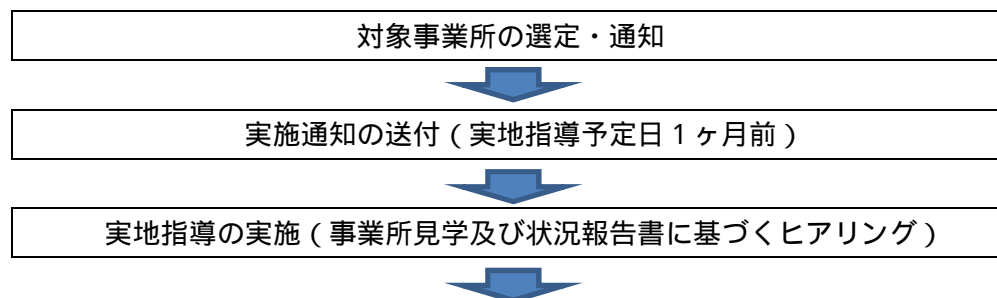 対象事業所の選定・通知
実施通知の送付（実地指導予定日１ヶ月前）
実地指導の実施（事業所見学及び状況報告書に基づくヒアリング）